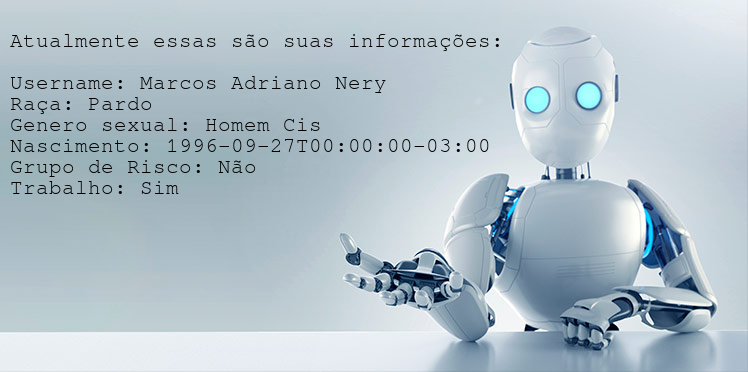 Atualmente essas são suas informações:
Username: Marcos Adriano Nery
Raça: Pardo
Genero sexual: Homem Cis
Nascimento: 1996-09-27T00:00:00-03:00
Grupo de Risco: Não
Trabalho: Sim